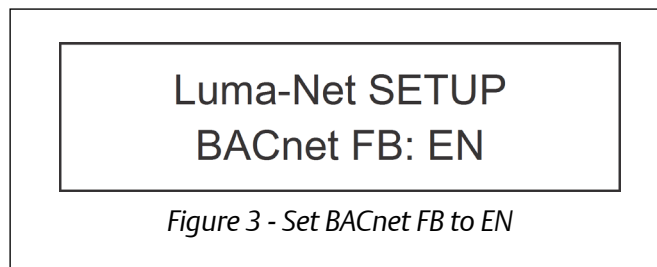 Luma-Net SETUP
BACnet FB: EN
Figure 3 - Set BACnet FB to EN